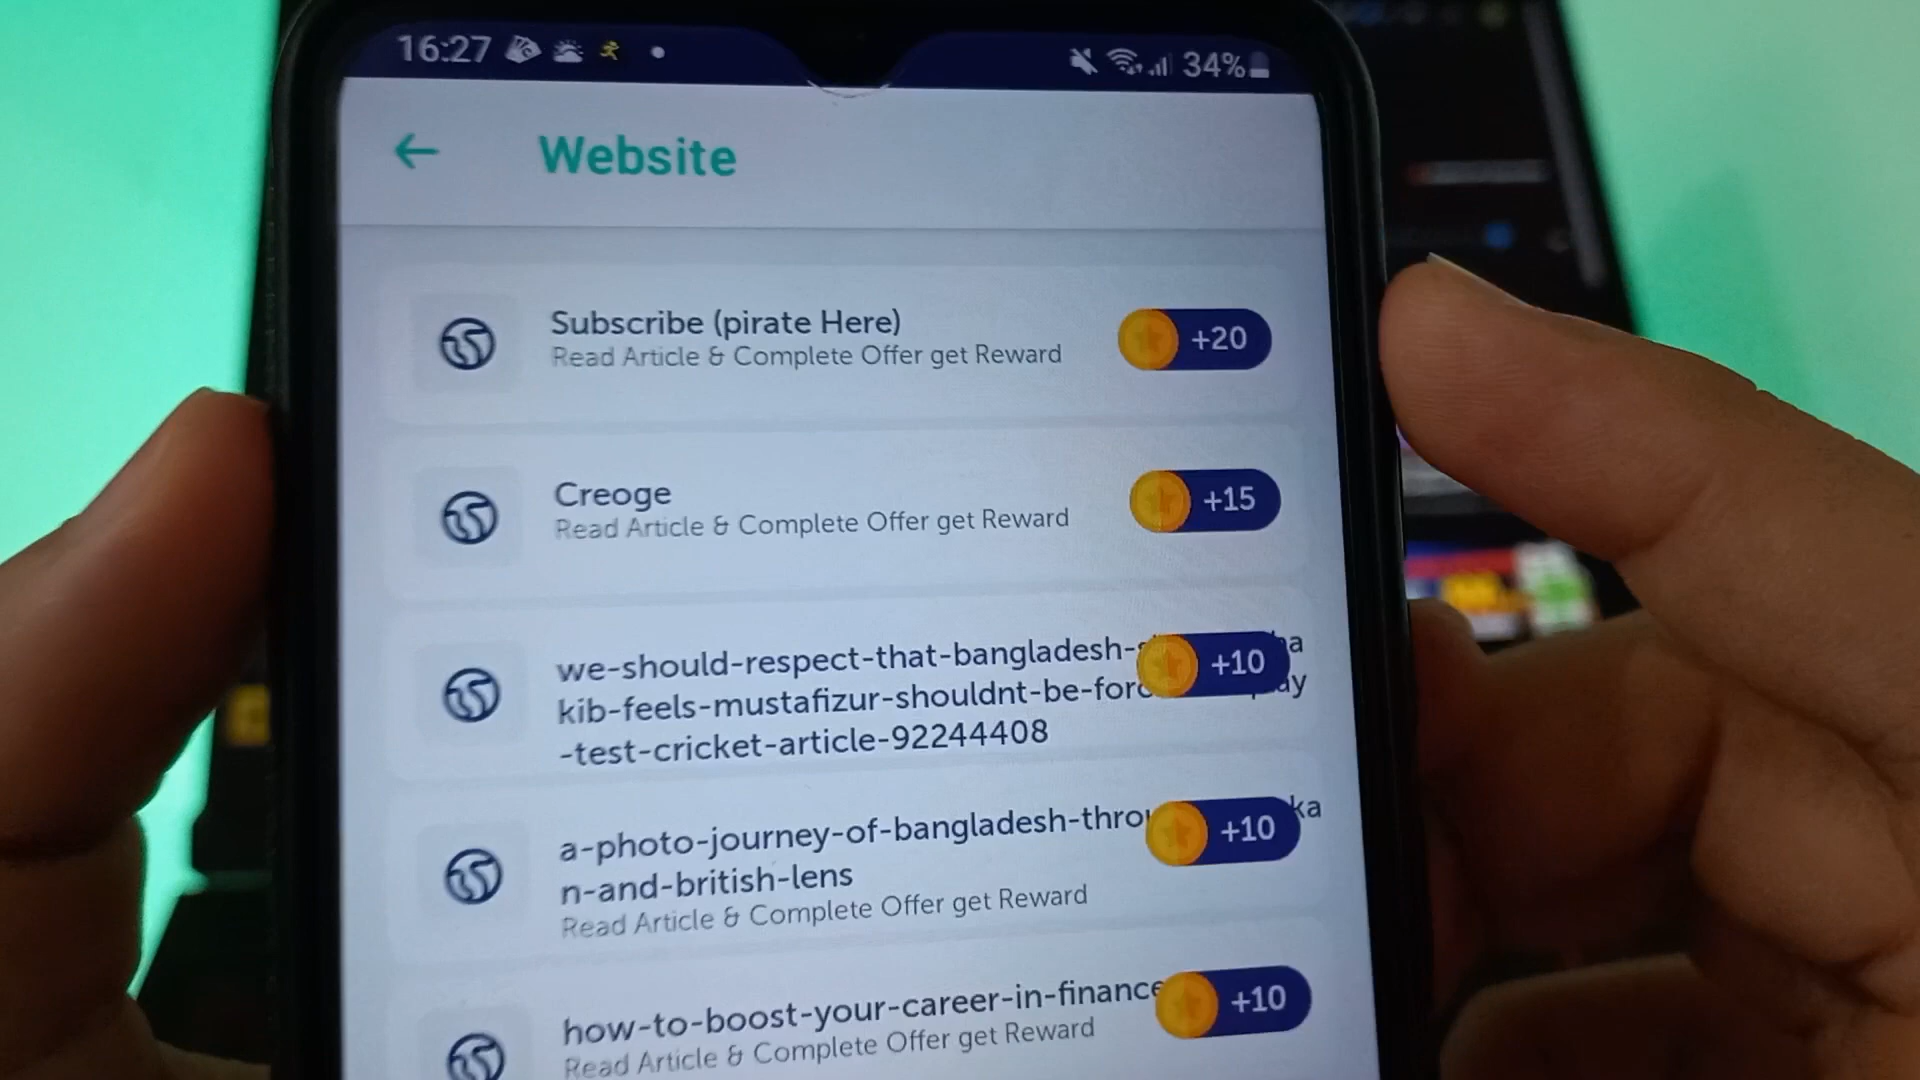 16:27
34%
Website
Subscribe (pirate Here)
Read Article & Complete Offer get Reward
+20
Creoge
Read Article & Complete Offer get Reward
+15
we-should-respect-that-bangladesh-
kib-feels-mustafizur-shouldnt-be-
-test-cricket-article-92244408
+10
a-photo-journey-of-bangladesh-
n-and-british-lens
Read Article & Complete Offer get Reward
+10
how-to-boost-your-career-in-finance
Read Article & Complete Offer get Reward
+10